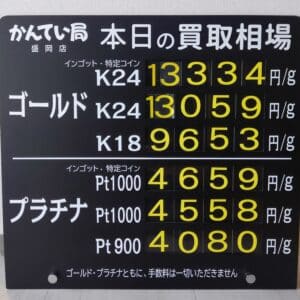 かんてい局 盛岡店 本日の買取相場
インゴット・特定コイン
K24 13334円/g
ゴールド K24 13059円/g
K18 9653円/g
インゴット・特定コイン
Pt1000 4659円/g
プラチナ Pt1000 4558円/g
Pt900 4080円/g
ゴールド・プラチナともに、手数料は一切いただきません